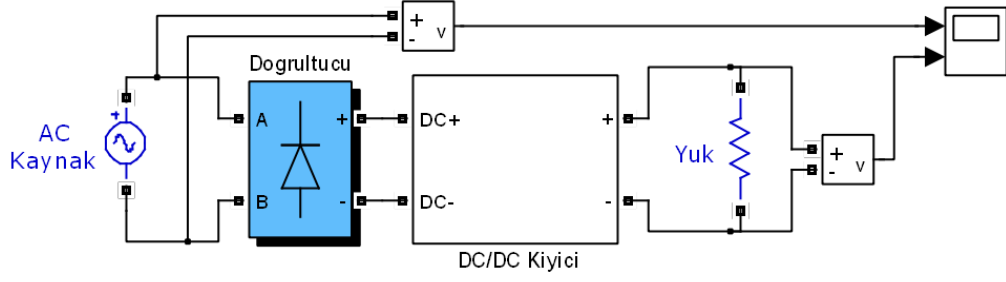 +
-
v
Dogrultucu
AC
Kaynak
+
A
+
B
-
DC+
+
DC-
-
DC/DC Kiyici
Yuk
+
-
v